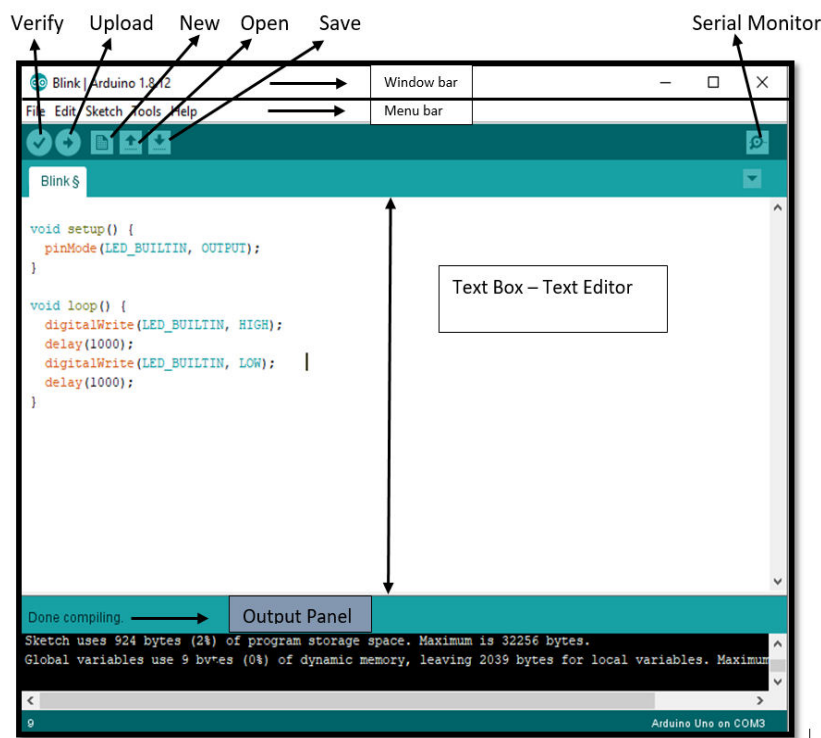 Verify Upload New Open Save Serial Monitor
Blink | Arduino 1.8.12 Window bar
File Edit Sketch Tools Help Menu bar
Blink §
void setup() {
  pinMode(LED_BUILTIN, OUTPUT);
}
Text Box – Text Editor
void loop() {
  digitalWrite(LED_BUILTIN, HIGH);
  delay(1000);
  digitalWrite(LED_BUILTIN, LOW);
  delay(1000);
}
Done compiling. Output Panel
Sketch uses 924 bytes (2%) of program storage space. Maximum is 32256 bytes.
Global variables use 9 bytes (0%) of dynamic memory, leaving 2039 bytes for local variables. Maximum
9 Arduino Uno on COM3